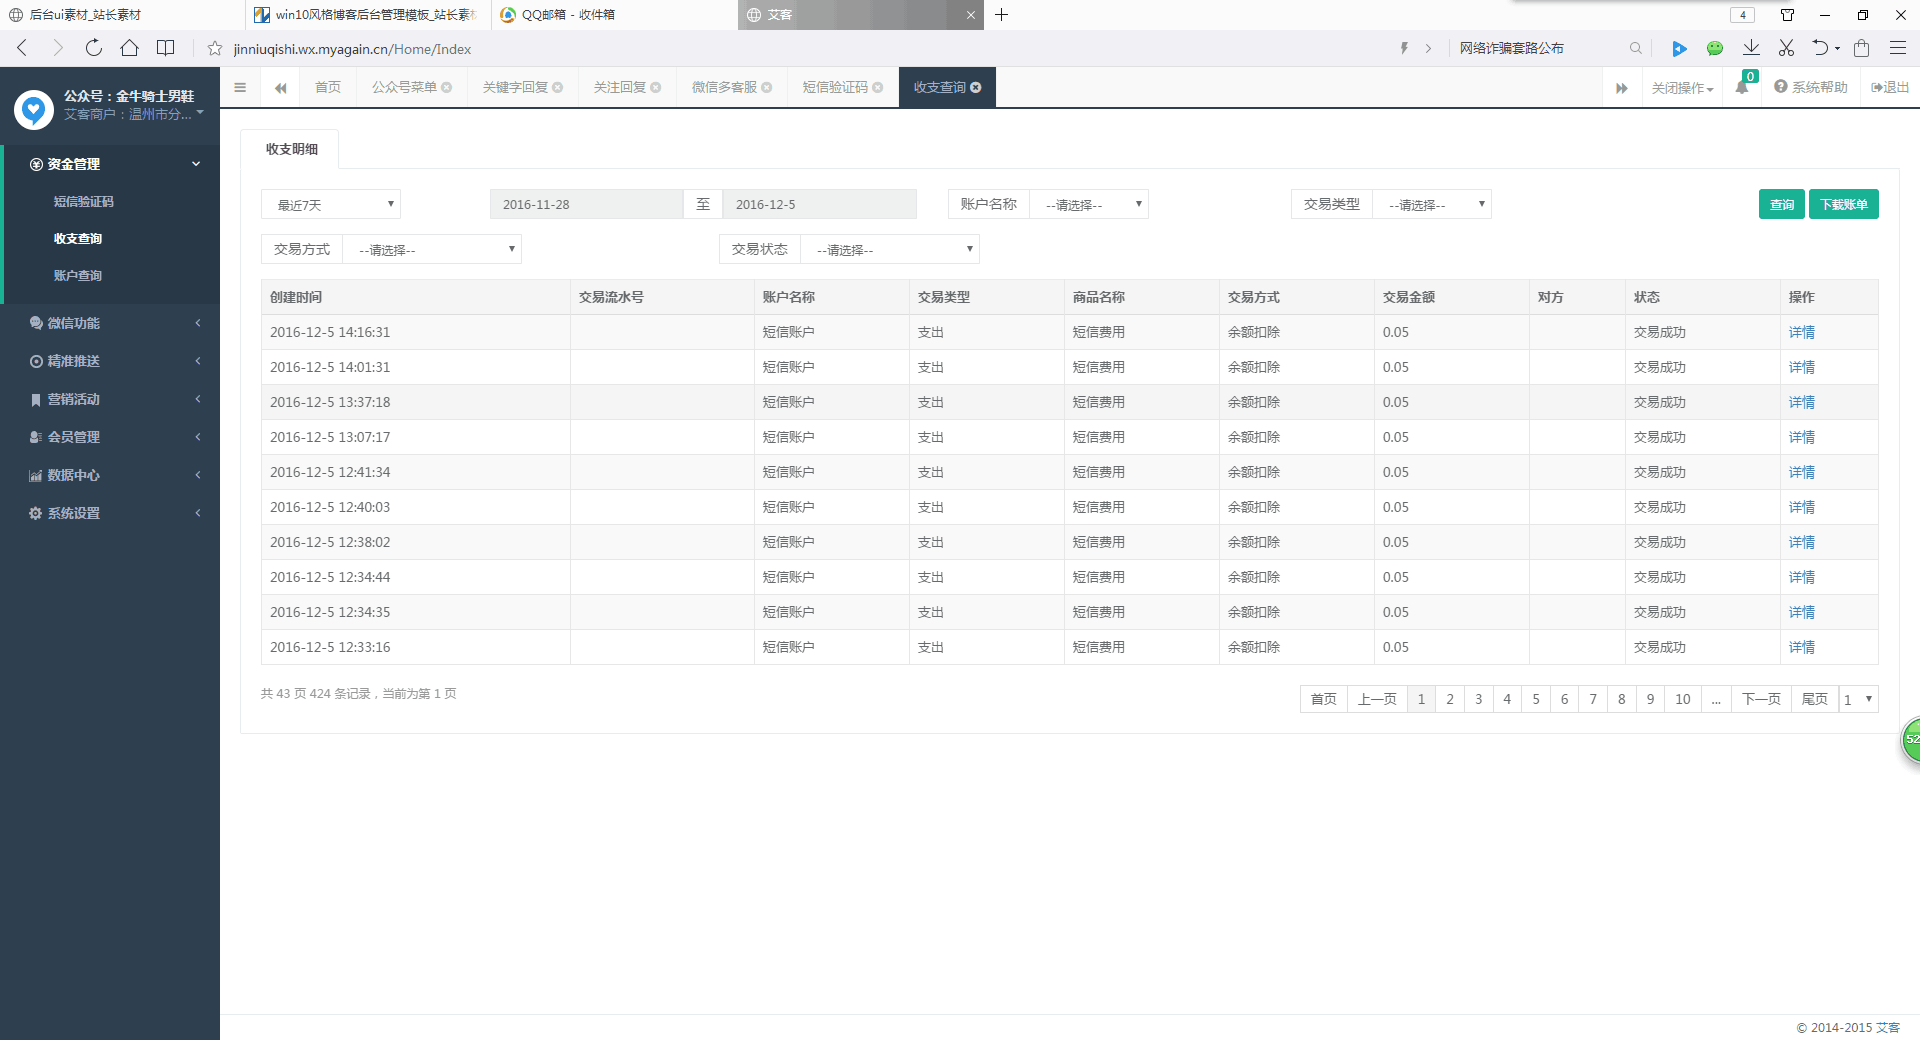 后台ui素材_站长素材
win10风格博客后台管理模板_站长素材
QQ邮箱 - 收件箱
艾客
4
jinniuqishi.wx.myagain.cn/Home/Index
网络诈骗套路公布
公众号：金牛骑士男鞋
艾客商户：温州市分...
首页
公众号菜单
关键字回复
关注回复
微信多客服
短信验证码
收支查询
关闭操作
0
系统帮助
退出
资金管理
短信验证码
收支查询
账户查询
微信功能
精准推送
营销活动
会员管理
数据中心
系统设置
收支明细
最近7天 2016-11-28 至 2016-12-5 账户名称 --请选择-- 交易类型 --请选择-- 查询 下载账单
交易方式 --请选择-- 交易状态 --请选择--
创建时间 交易流水号 账户名称 交易类型 商品名称 交易方式 交易金额 对方 状态 操作
2016-12-5 14:16:31 短信账户 支出 短信费用 余额扣除 0.05 交易成功 详情
2016-12-5 14:01:31 短信账户 支出 短信费用 余额扣除 0.05 交易成功 详情
2016-12-5 13:37:18 短信账户 支出 短信费用 余额扣除 0.05 交易成功 详情
2016-12-5 13:07:17 短信账户 支出 短信费用 余额扣除 0.05 交易成功 详情
2016-12-5 12:41:34 短信账户 支出 短信费用 余额扣除 0.05 交易成功 详情
2016-12-5 12:40:03 短信账户 支出 短信费用 余额扣除 0.05 交易成功 详情
2016-12-5 12:38:02 短信账户 支出 短信费用 余额扣除 0.05 交易成功 详情
2016-12-5 12:34:44 短信账户 支出 短信费用 余额扣除 0.05 交易成功 详情
2016-12-5 12:34:35 短信账户 支出 短信费用 余额扣除 0.05 交易成功 详情
2016-12-5 12:33:16 短信账户 支出 短信费用 余额扣除 0.05 交易成功 详情
共 43 页 424 条记录，当前为第 1 页
首页 上一页 1 2 3 4 5 6 7 8 9 10 ... 下一页 尾页 1
52
© 2014-2015 艾客